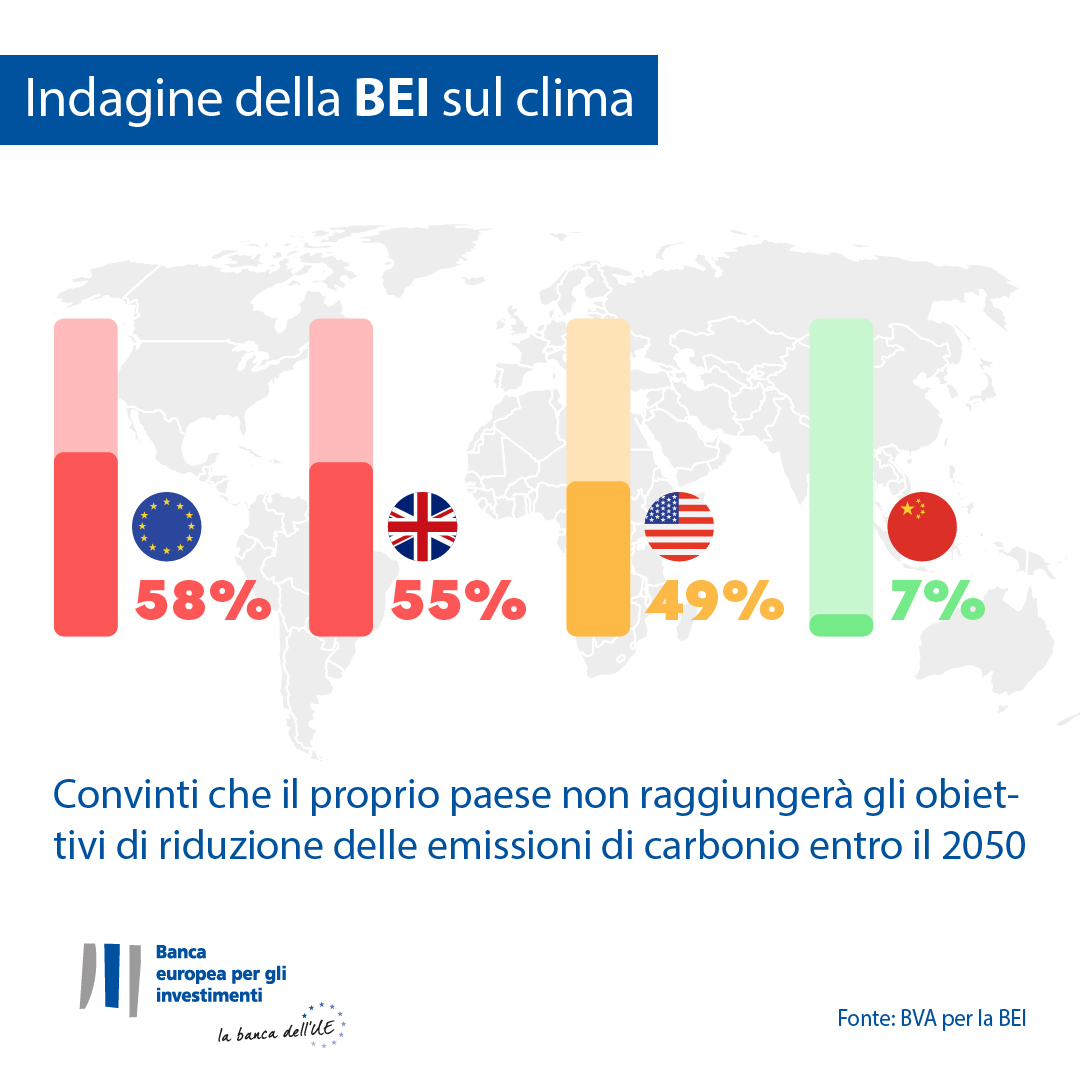 Indagine della BEI sul clima
58%
55%
49%
7%
Convinti che il proprio paese non raggiungerà gli obiet-
tivi di riduzione delle emissioni di carbonio entro il 2050
Banca
europea per gli
investimenti
la banca dell'UE
Fonte: BVA per la BEI